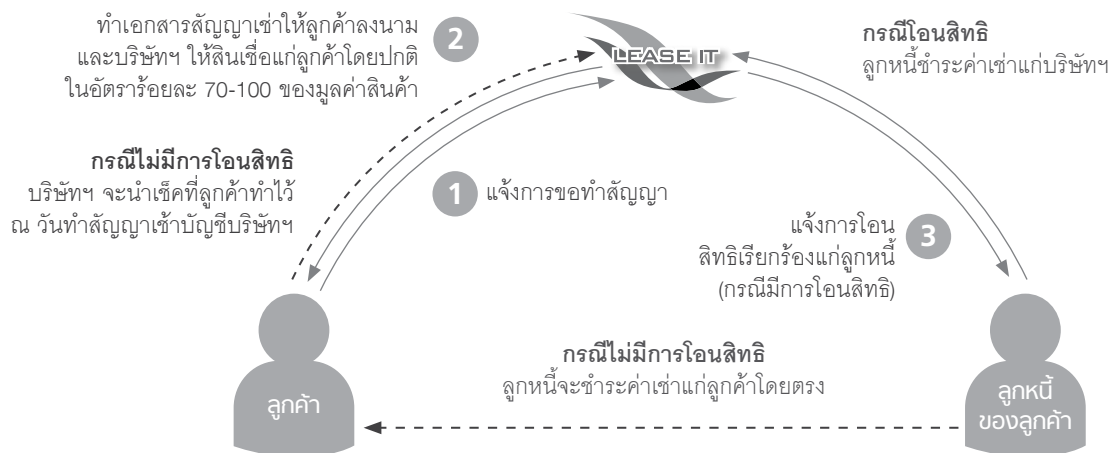 ทำเอกสารสัญญาเช่าให้ลูกค้าลงนาม
และบริษัทฯ ให้สินเชื่อแก่ลูกค้าโดยปกติ
ในอัตราร้อยละ 70-100 ของมูลค่าสินค้า
2
LEASE IT
กรณีโอนสิทธิ
ลูกหนี้ชำระค่าเช่าแก่บริษัทฯ
กรณีไม่มีการโอนสิทธิ
บริษัทฯ จะนำเช็คที่ลูกค้าทำไว้
ณ วันทำสัญญาเช้าบัญชีบริษัทฯ
1
แจ้งการขอทำสัญญา
แจ้งการโอน
สิทธิเรียกร้องแก่ลูกหนี้
(กรณีมีการโอนสิทธิ)
3
กรณีไม่มีการโอนสิทธิ
ลูกหนี้จะชำระค่าเช่าแก่ลูกค้าโดยตรง
ลูกค้า
ลูกหนี้
ของลูกค้า